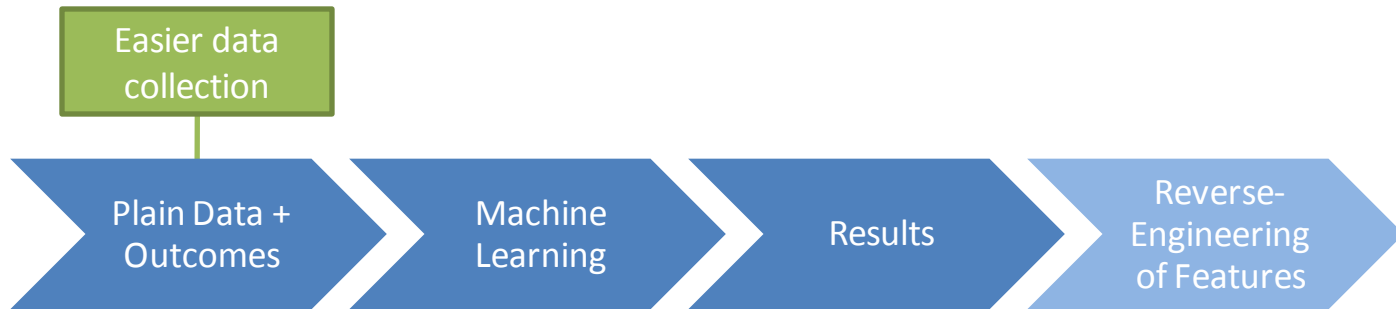 Easier data
collection
Plain Data +
Outcomes
Machine
Learning
Results
Reverse-
Engineering
of Features